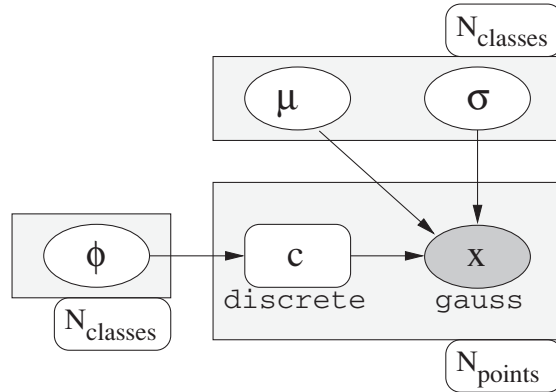 N_classes
μ σ
ϕ c x
discrete gauss
N_classes
N_points